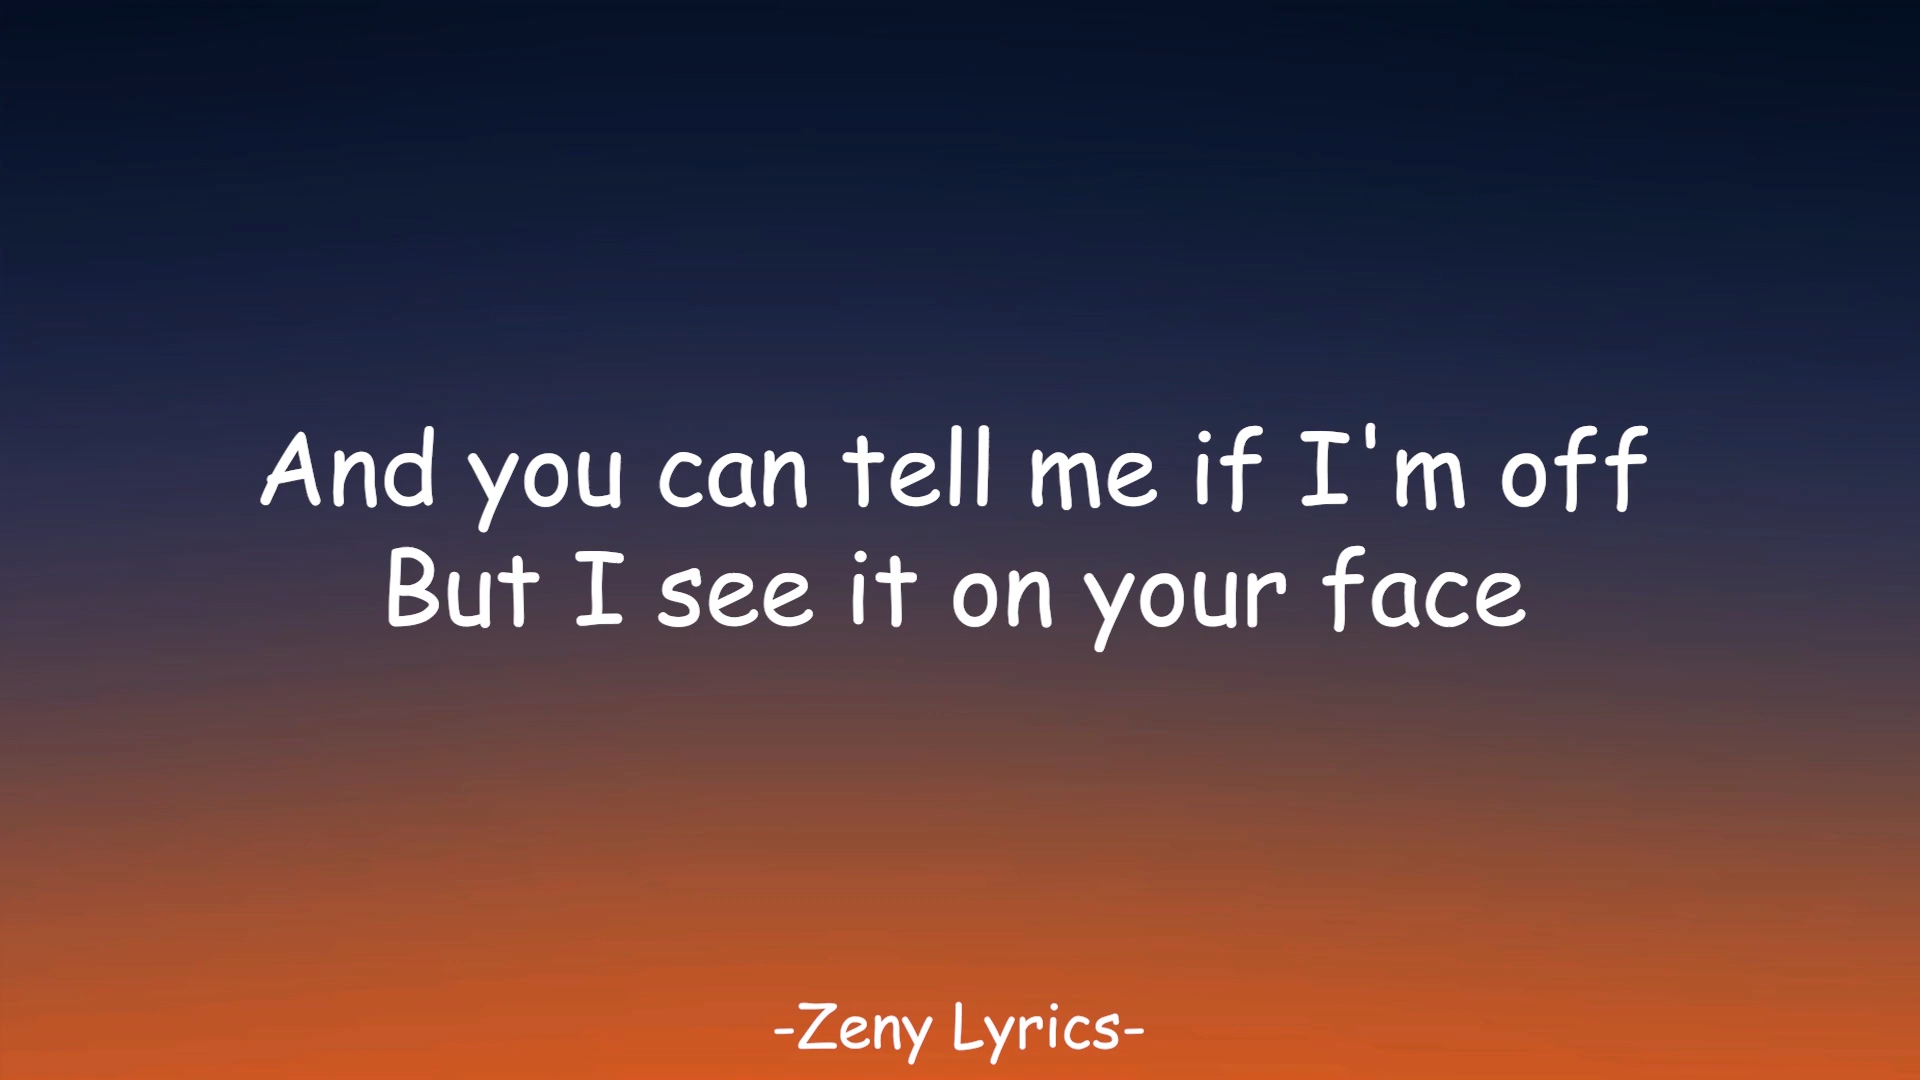 And you can tell me if I'm off
But I see it on your face
-Zeny Lyrics-